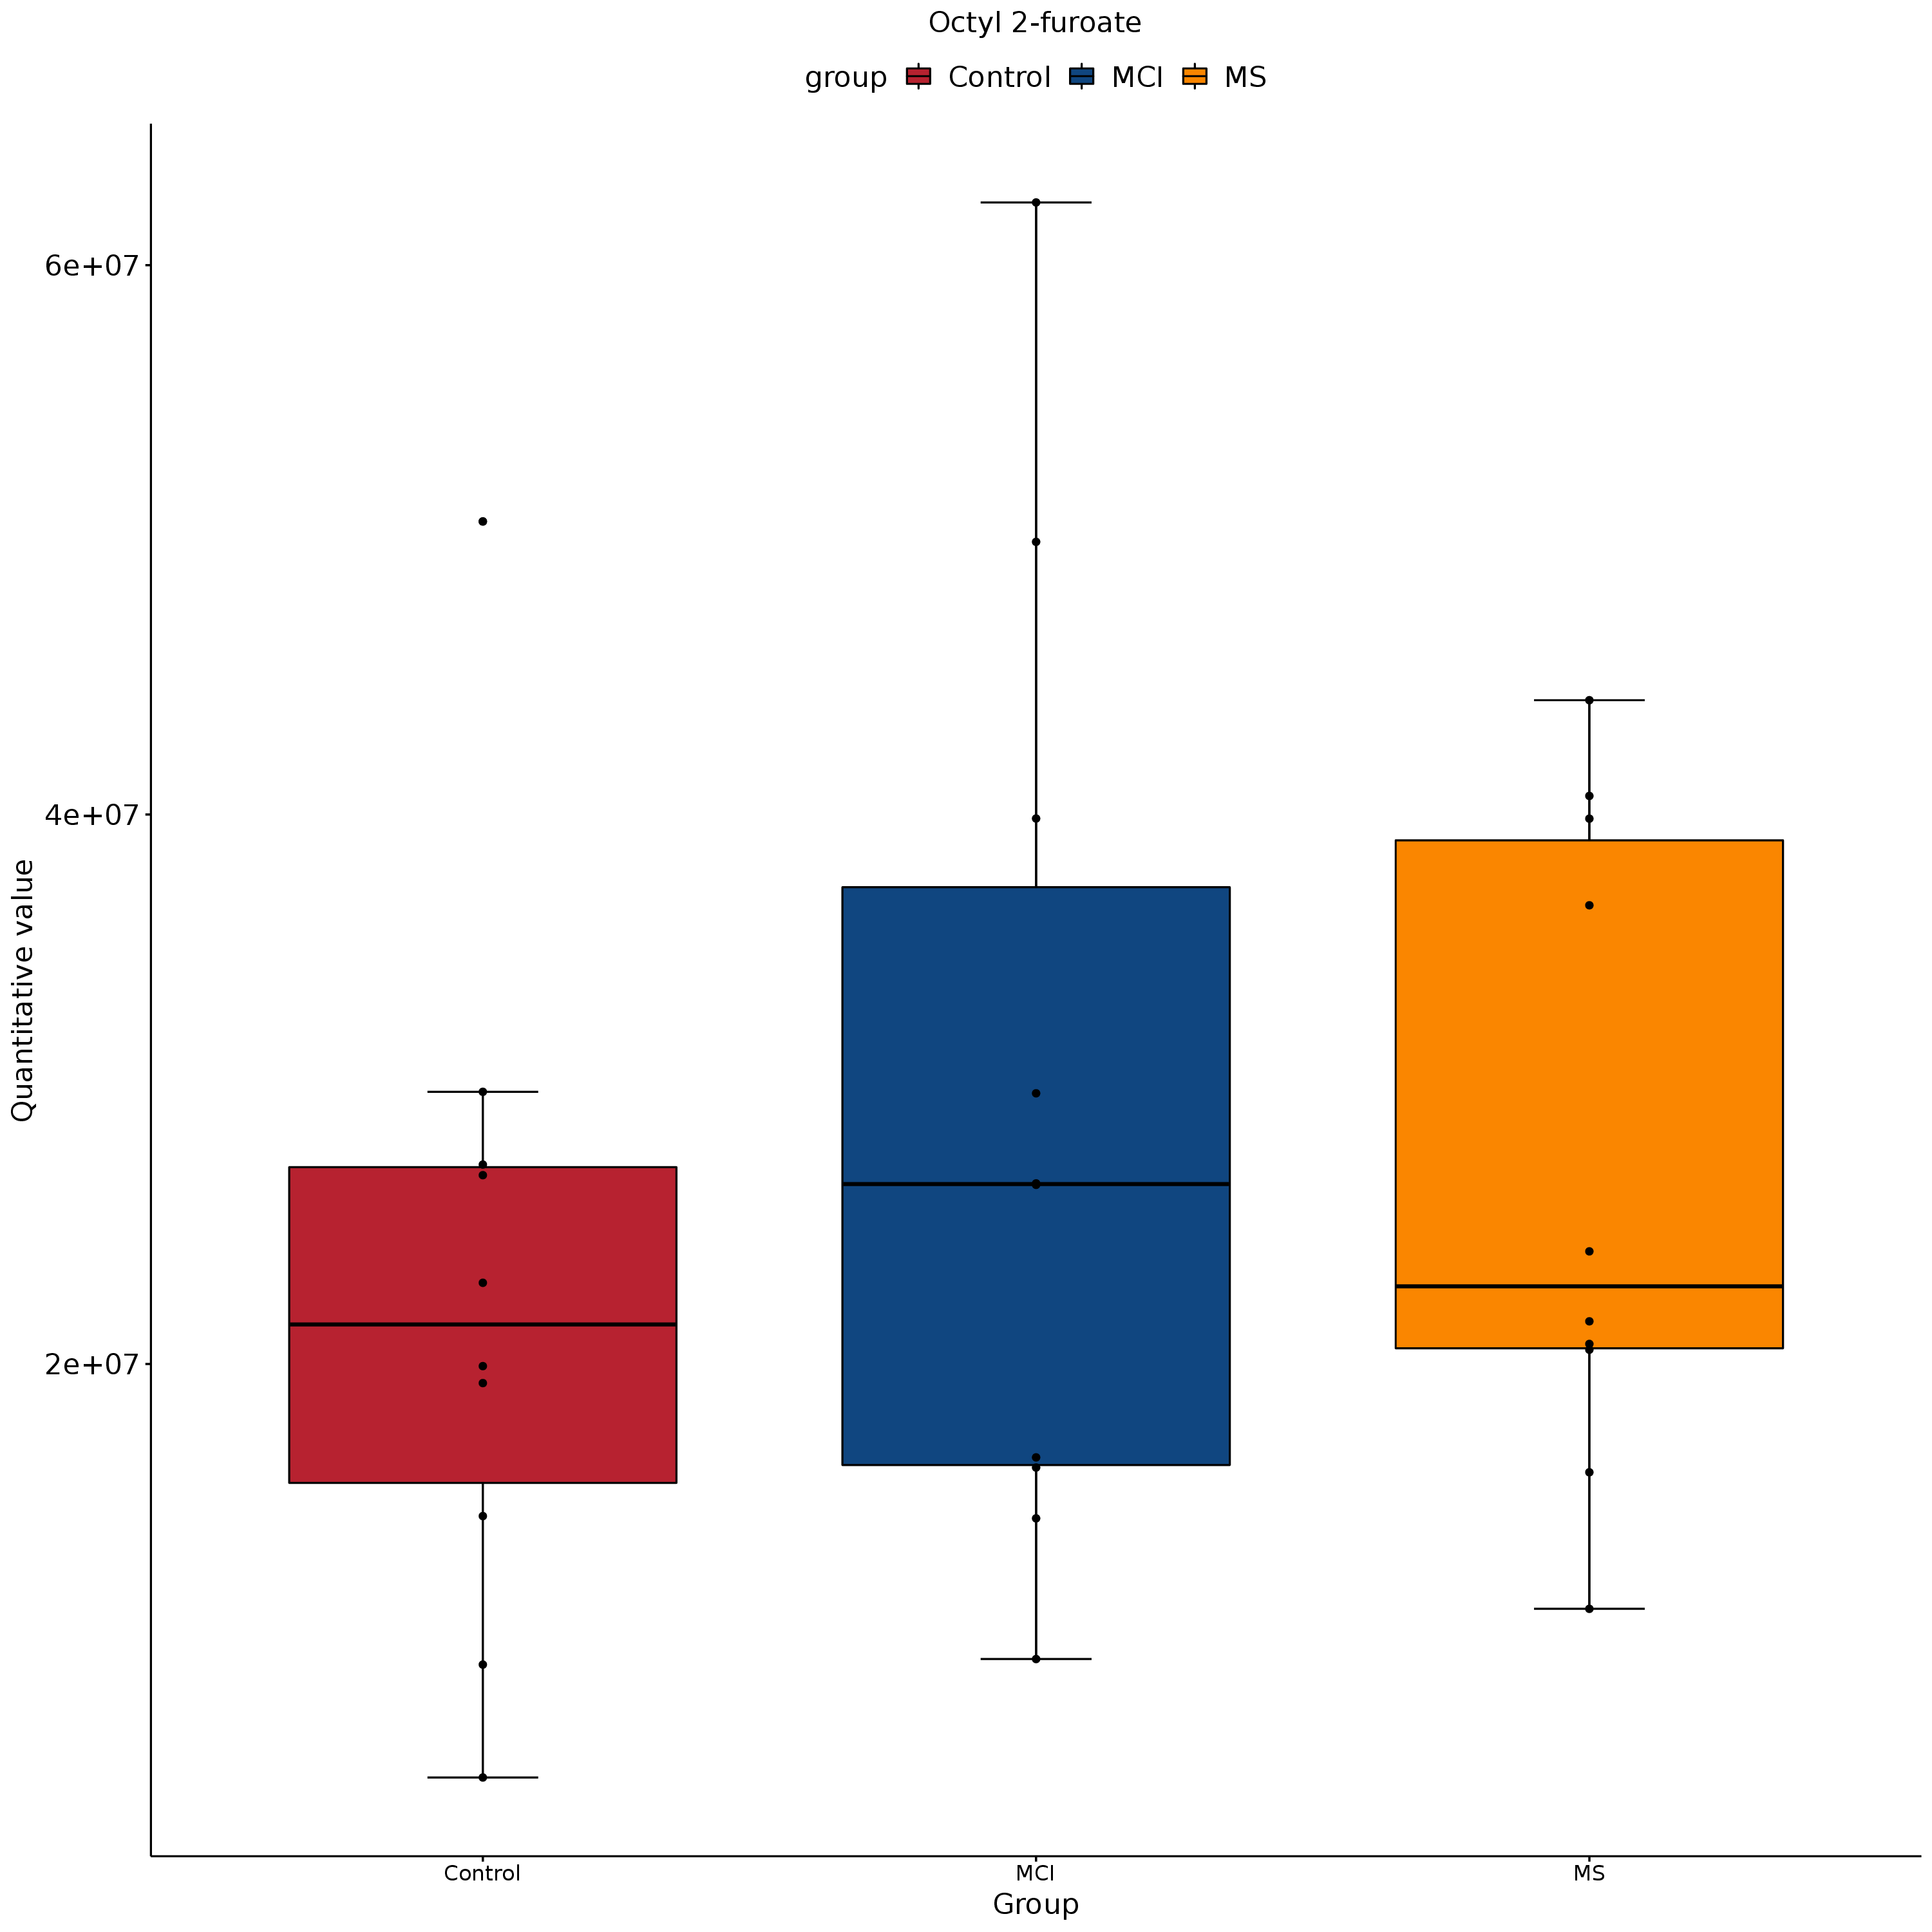 Octyl 2-furoate
group Control MCI MS
6e+07
4e+07
2e+07
Quantitative value
Control MCI MS
Group